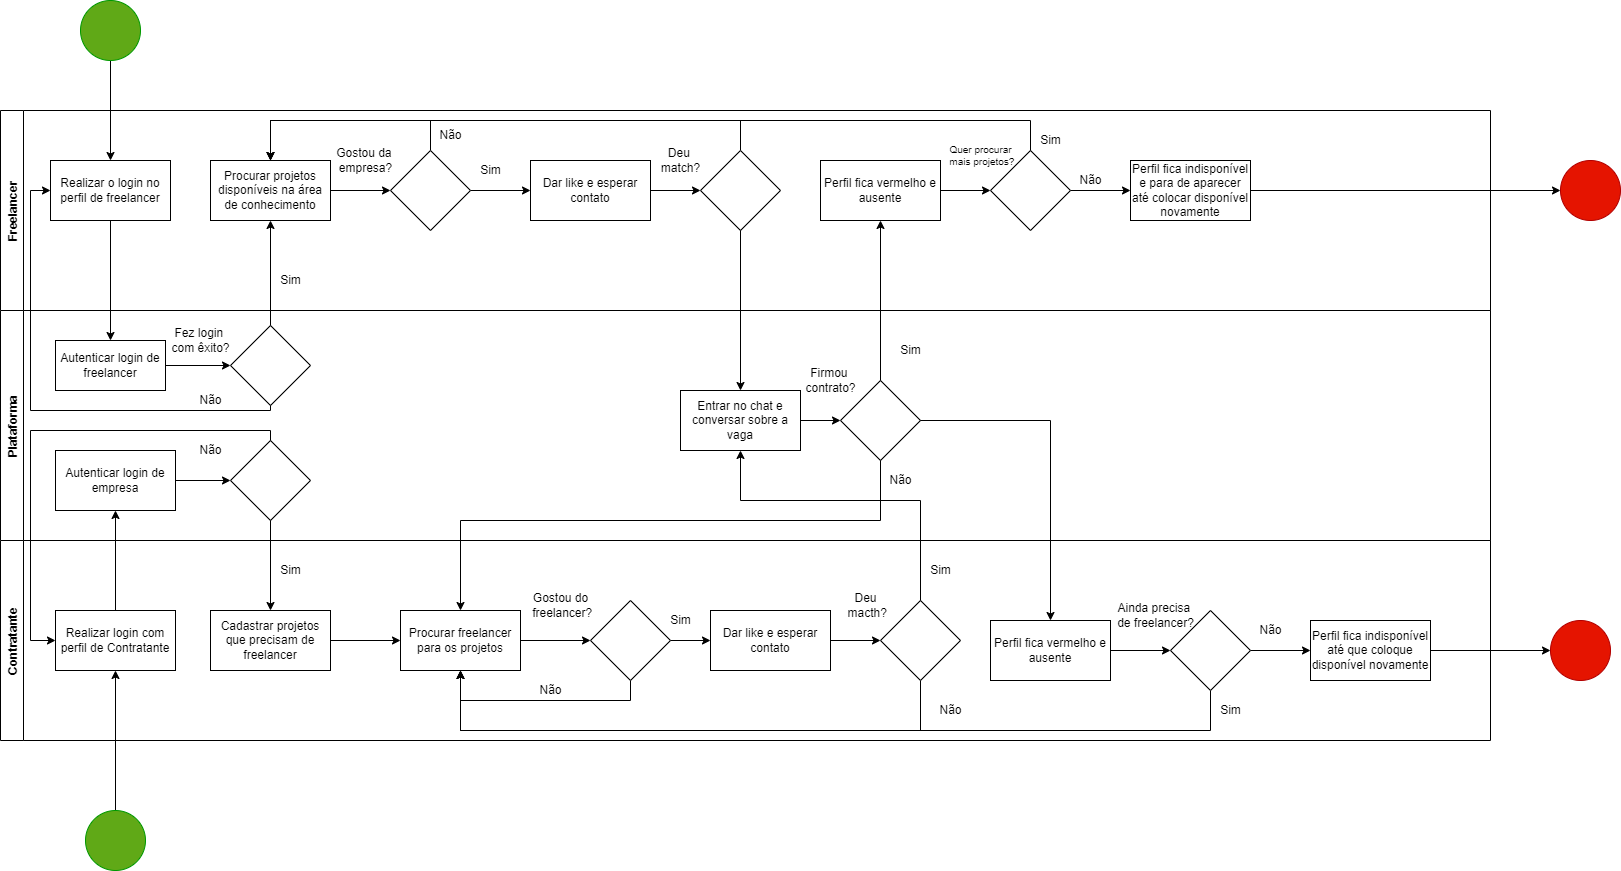 Freelancer
Realizar o login no
perfil de freelancer
Procurar projetos
disponíveis na área
de conhecimento
Gostou da
empresa?
Não
Sim
Dar like e esperar
contato
Deu
match?
Perfil fica vermelho e
ausente
Quer procurar
mais projetos?
Sim
Não
Perfil fica indisponível
e para de aparecer
até colocar disponível
novamente
Sim
Plataforma
Autenticar login de
freelancer
Fez login
com êxito?
Não
Autenticar login de
empresa
Não
Entrar no chat e
conversar sobre a
vaga
Firmou
contrato?
Sim
Não
Contratante
Realizar login com
perfil de Contratante
Sim
Cadastrar projetos
que precisam de
freelancer
Procurar freelancer
para os projetos
Gostou do
freelancer?
Sim
Não
Dar like e esperar
contato
Deu
macth?
Sim
Não
Perfil fica vermelho e
ausente
Ainda precisa
de freelancer?
Não
Sim
Perfil fica indisponível
até que coloque
disponível novamente